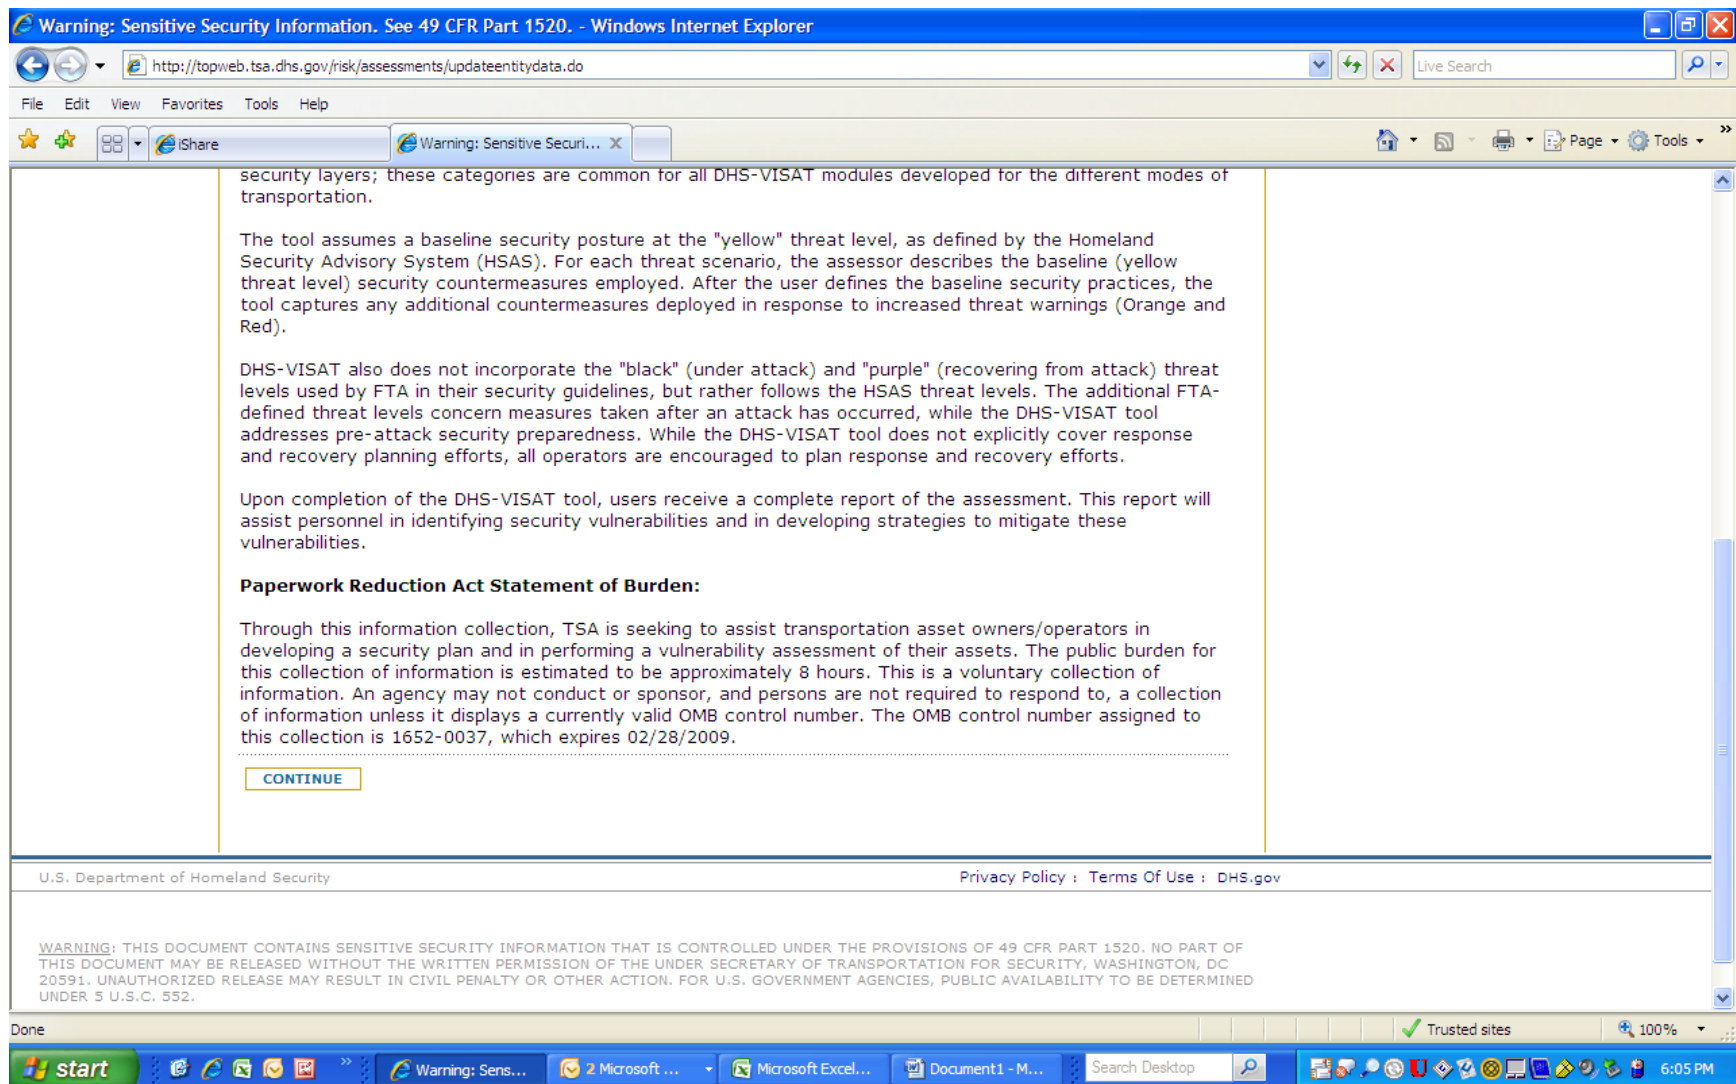 Warning: Sensitive Security Information. See 49 CFR Part 1520. - Windows Internet Explorer
http://topweb.tsa.dhs.gov/risk/assessments/updateentitydata.do
Live Search
File Edit View Favorites Tools Help
iShare
Warning: Sensitive Securi...
Page
Tools
security layers; these categories are common for all DHS-VISAT modules developed for the different modes of
transportation.
The tool assumes a baseline security posture at the "yellow" threat level, as defined by the Homeland
Security Advisory System (HSAS). For each threat scenario, the assessor describes the baseline (yellow
threat level) security countermeasures employed. After the user defines the baseline security practices, the
tool captures any additional countermeasures deployed in response to increased threat warnings (Orange and
Red).
DHS-VISAT also does not incorporate the "black" (under attack) and "purple" (recovering from attack) threat
levels used by FTA in their security guidelines, but rather follows the HSAS threat levels. The additional FTA-
defined threat levels concern measures taken after an attack has occurred, while the DHS-VISAT tool
addresses pre-attack security preparedness. While the DHS-VISAT tool does not explicitly cover response
and recovery planning efforts, all operators are encouraged to plan response and recovery efforts.
Upon completion of the DHS-VISAT tool, users receive a complete report of the assessment. This report will
assist personnel in identifying security vulnerabilities and in developing strategies to mitigate these
vulnerabilities.
Paperwork Reduction Act Statement of Burden:
Through this information collection, TSA is seeking to assist transportation asset owners/operators in
developing a security plan and in performing a vulnerability assessment of their assets. The public burden for
this collection of information is estimated to be approximately 8 hours. This is a voluntary collection of
information. An agency may not conduct or sponsor, and persons are not required to respond to, a collection
of information unless it displays a currently valid OMB control number. The OMB control number assigned to
this collection is 1652-0037, which expires 02/28/2009.
CONTINUE
U.S. Department of Homeland Security
Privacy Policy : Terms Of Use : DHS.gov
WARNING: THIS DOCUMENT CONTAINS SENSITIVE SECURITY INFORMATION THAT IS CONTROLLED UNDER THE PROVISIONS OF 49 CFR PART 1520. NO PART OF
THIS DOCUMENT MAY BE RELEASED WITHOUT THE WRITTEN PERMISSION OF THE UNDER SECRETARY OF TRANSPORTATION FOR SECURITY, WASHINGTON, DC
20591. UNAUTHORIZED RELEASE MAY RESULT IN CIVIL PENALTY OR OTHER ACTION. FOR U.S. GOVERNMENT AGENCIES, PUBLIC AVAILABILITY TO BE DETERMINED
UNDER 5 U.S.C. 552.
Done
Trusted sites
100%
start
Warning: Sens...
2 Microsoft ...
Microsoft Excel...
Document1 - M...
Search Desktop
6:05 PM